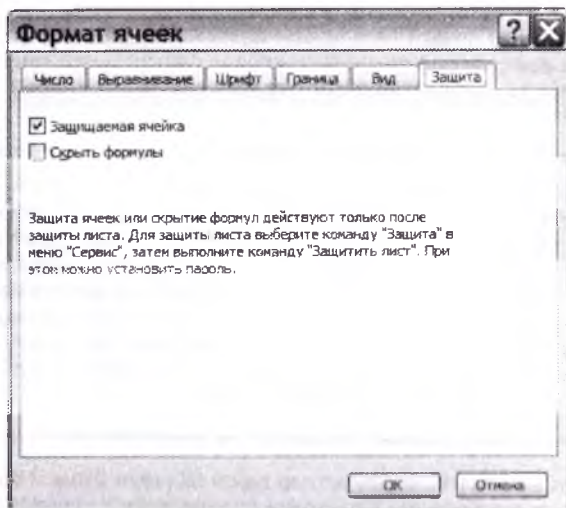 Формат ячеек
Число Выравнивание Шрифт Граница Вид Защита
Защищаемая ячейка
Скрыть формулы
Защита ячеек или скрытие формул действуют только после
защиты листа. Для защиты листа выберите команду "Защита" в
меню "Сервис", затем выполните команду "Защитить лист". При
этом можно установить пароль.
OK Отмена